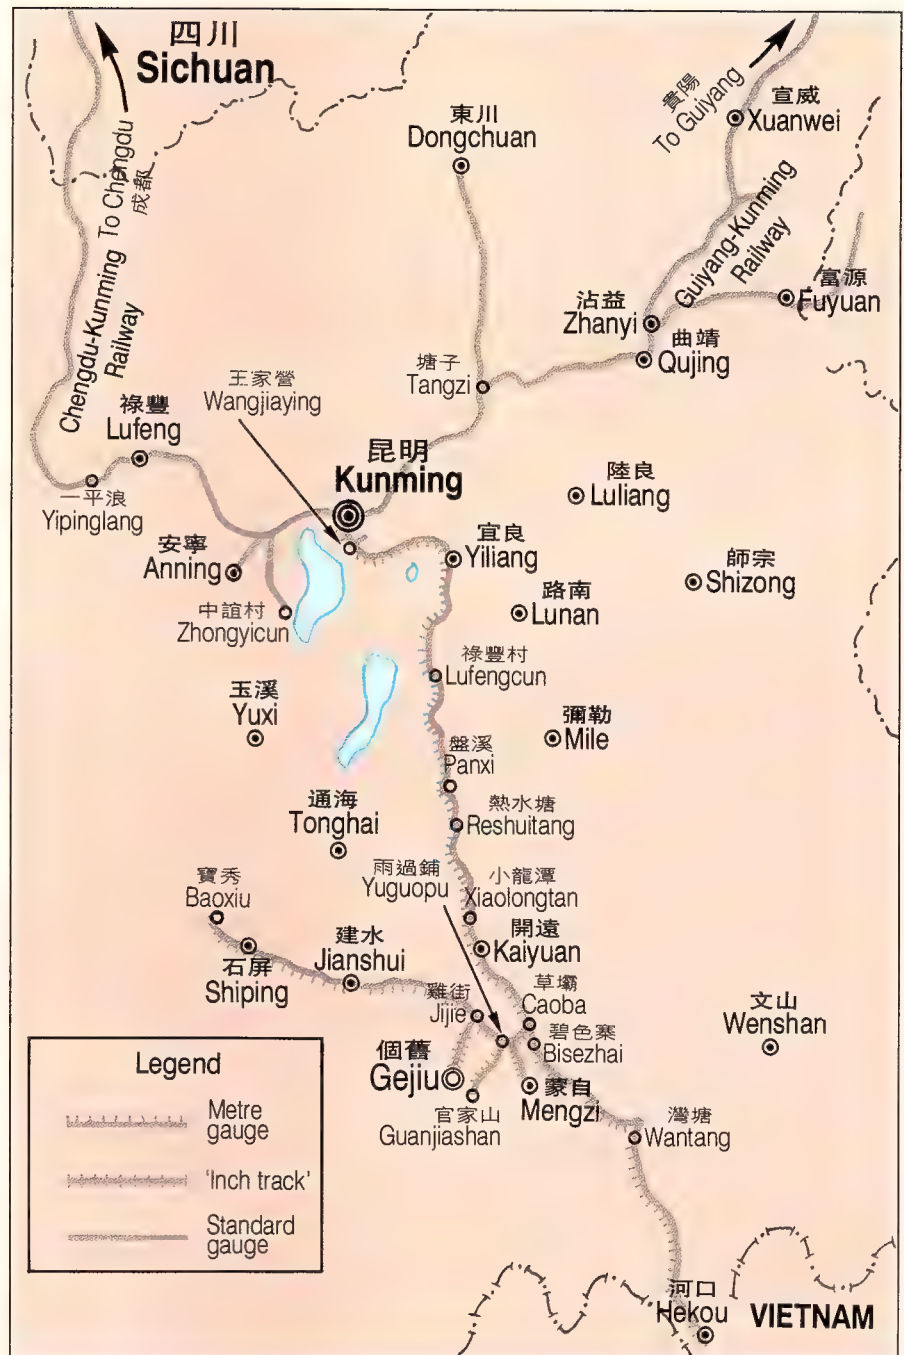 四川
Sichuan
東川
Dongchuan
貴陽
To Guiyang
宣威
Xuanwei
To Chengdu
成都
Chengdu-Kunming
Railway
Guiyang-Kunming
Railway
富源
Fuyuan
沾益
Zhanyi
曲靖
Qujing
塘子
Tangzi
王家營
Wangjiaying
祿豐
Lufeng
昆明
Kunming
一平浪
Yipinglang
陸良
Luliang
安寧
Anning
宜良
Yiliang
師宗
Shizong
路南
Lunan
中誼村
Zhongyicun
祿豐村
Lufengcun
玉溪
Yuxi
彌勒
Mile
盤溪
Panxi
通海
Tonghai
熱水塘
Reshuitang
雨過鋪
Yuguopu
小龍潭
Xiaolongtan
寶秀
Baoxiu
開遠
Kaiyuan
建水
Jianshui
石屏
Shiping
草壩
Caoba
雞街
Jijie
文山
Wenshan
碧色寨
Bisezhai
個舊
Gejiu
蒙自
Mengzi
官家山
Guanjiashan
灣塘
Wantang
Legend
Metre
gauge
'Inch track'
Standard
gauge
河口
Hekou
VIETNAM